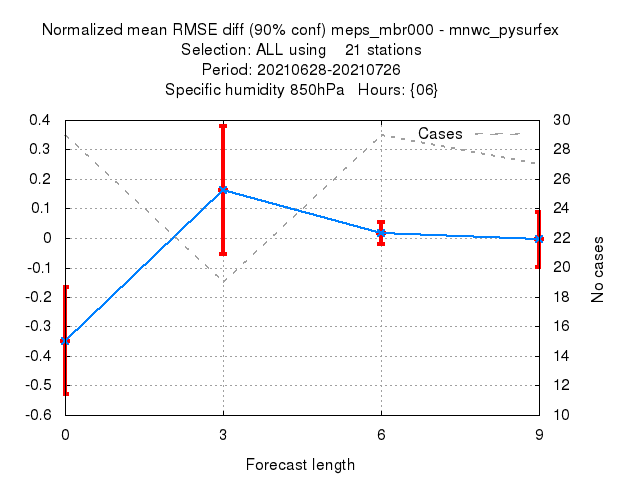 Normalized mean RMSE diff (90% conf) meps_mbr000 - mnwc_pysurfex
Selection: ALL using    21 stations
Period: 20210628-20210726
Specific humidity 850hPa   Hours: {06}
0.4
0.3
0.2
0.1
0
-0.1
-0.2
-0.3
-0.4
-0.5
-0.6
Cases
30
28
26
24
22
20
18
16
14
12
10
No cases
0 3 6 9
Forecast length